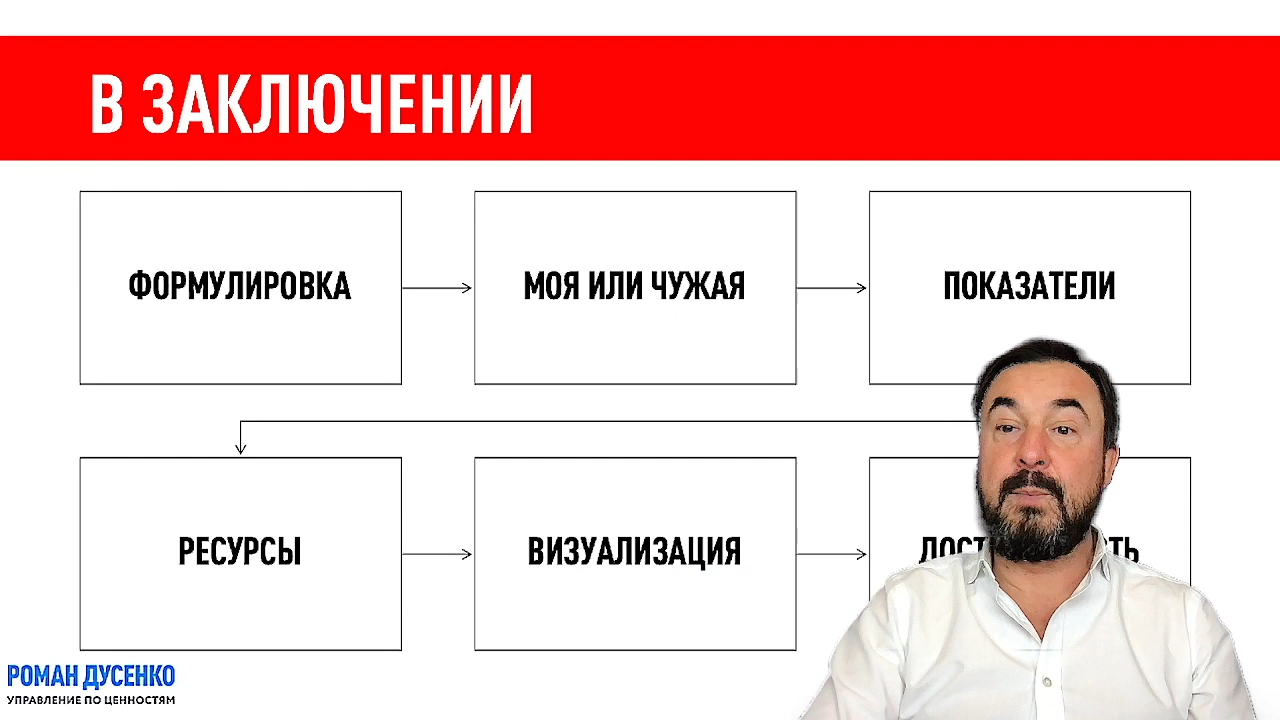 В ЗАКЛЮЧЕНИИ
ФОРМУЛИРОВКА
МОЯ ИЛИ ЧУЖАЯ
ПОКАЗАТЕЛИ
РЕСУРСЫ
ВИЗУАЛИЗАЦИЯ
РОМАН ДУСЕНКО
УПРАВЛЕНИЕ ПО ЦЕННОСТЯМ